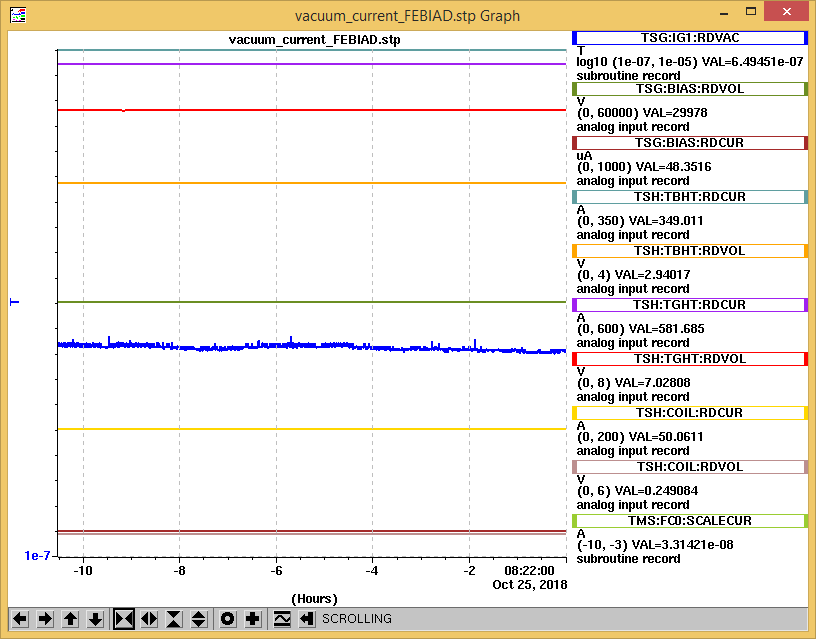 vacuum_current_FEBIAD.stp Graph
vacuum_current_FEBIAD.stp
T
1e-7
-10 -8 -6 -4 -2 08:22:00
Oct 25, 2018
(Hours)
TSG:IG1:RDVAC
T
log10 (1e-07, 1e-05) VAL=6.49451e-07
subroutine record
TSG:BIAS:RDVOL
V
(0, 60000) VAL=29978
analog input record
TSG:BIAS:RDCUR
uA
(0, 1000) VAL=48.3516
analog input record
TSH:TBHT:RDCUR
A
(0, 350) VAL=349.011
analog input record
TSH:TBHT:RDVOL
V
(0, 4) VAL=2.94017
analog input record
TSH:TGHT:RDCUR
A
(0, 600) VAL=581.685
analog input record
TSH:TGHT:RDVOL
V
(0, 8) VAL=7.02808
analog input record
TSH:COIL:RDCUR
A
(0, 200) VAL=50.0611
analog input record
TSH:COIL:RDVOL
V
(0, 6) VAL=0.249084
analog input record
TMS:FC0:SCALECUR
A
(-10, -3) VAL=3.31421e-08
subroutine record
SCROLLING